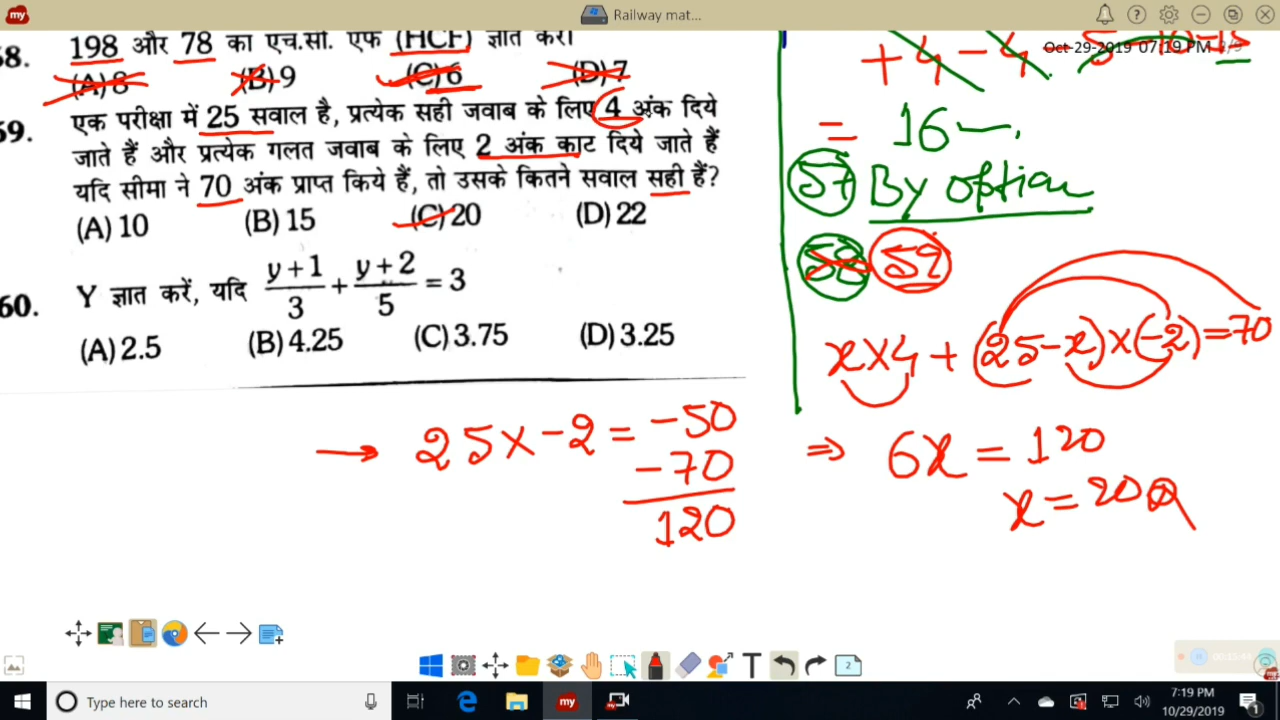 Railway mat...
58. 198 और 78 का एच.सी. एफ (HCF) ज्ञात करें।
(A) 8 (B) 9 (C) 6 (D) 7
59. एक परीक्षा में 25 सवाल है, प्रत्येक सही जवाब के लिए 4 अंक दिये
जाते हैं और प्रत्येक गलत जवाब के लिए 2 अंक काट दिये जाते हैं
यदि सीमा ने 70 अंक प्राप्त किये हैं, तो उसके कितने सवाल सही हैं?
(A) 10 (B) 15 (C) 20 (D) 22
60. Y ज्ञात करें, यदि y+1/3 + y+2/5 = 3
(A) 2.5 (B) 4.25 (C) 3.75 (D) 3.25
→ 25x-2 = -50
-70
120
Oct-29-2019 07:19 PM
+4-4
= 16
57 By option
58 59
x×4 + (25-x)×(-2)=70
⇒ 6x = 120
x = 20
Type here to search
7:19 PM
10/29/2019